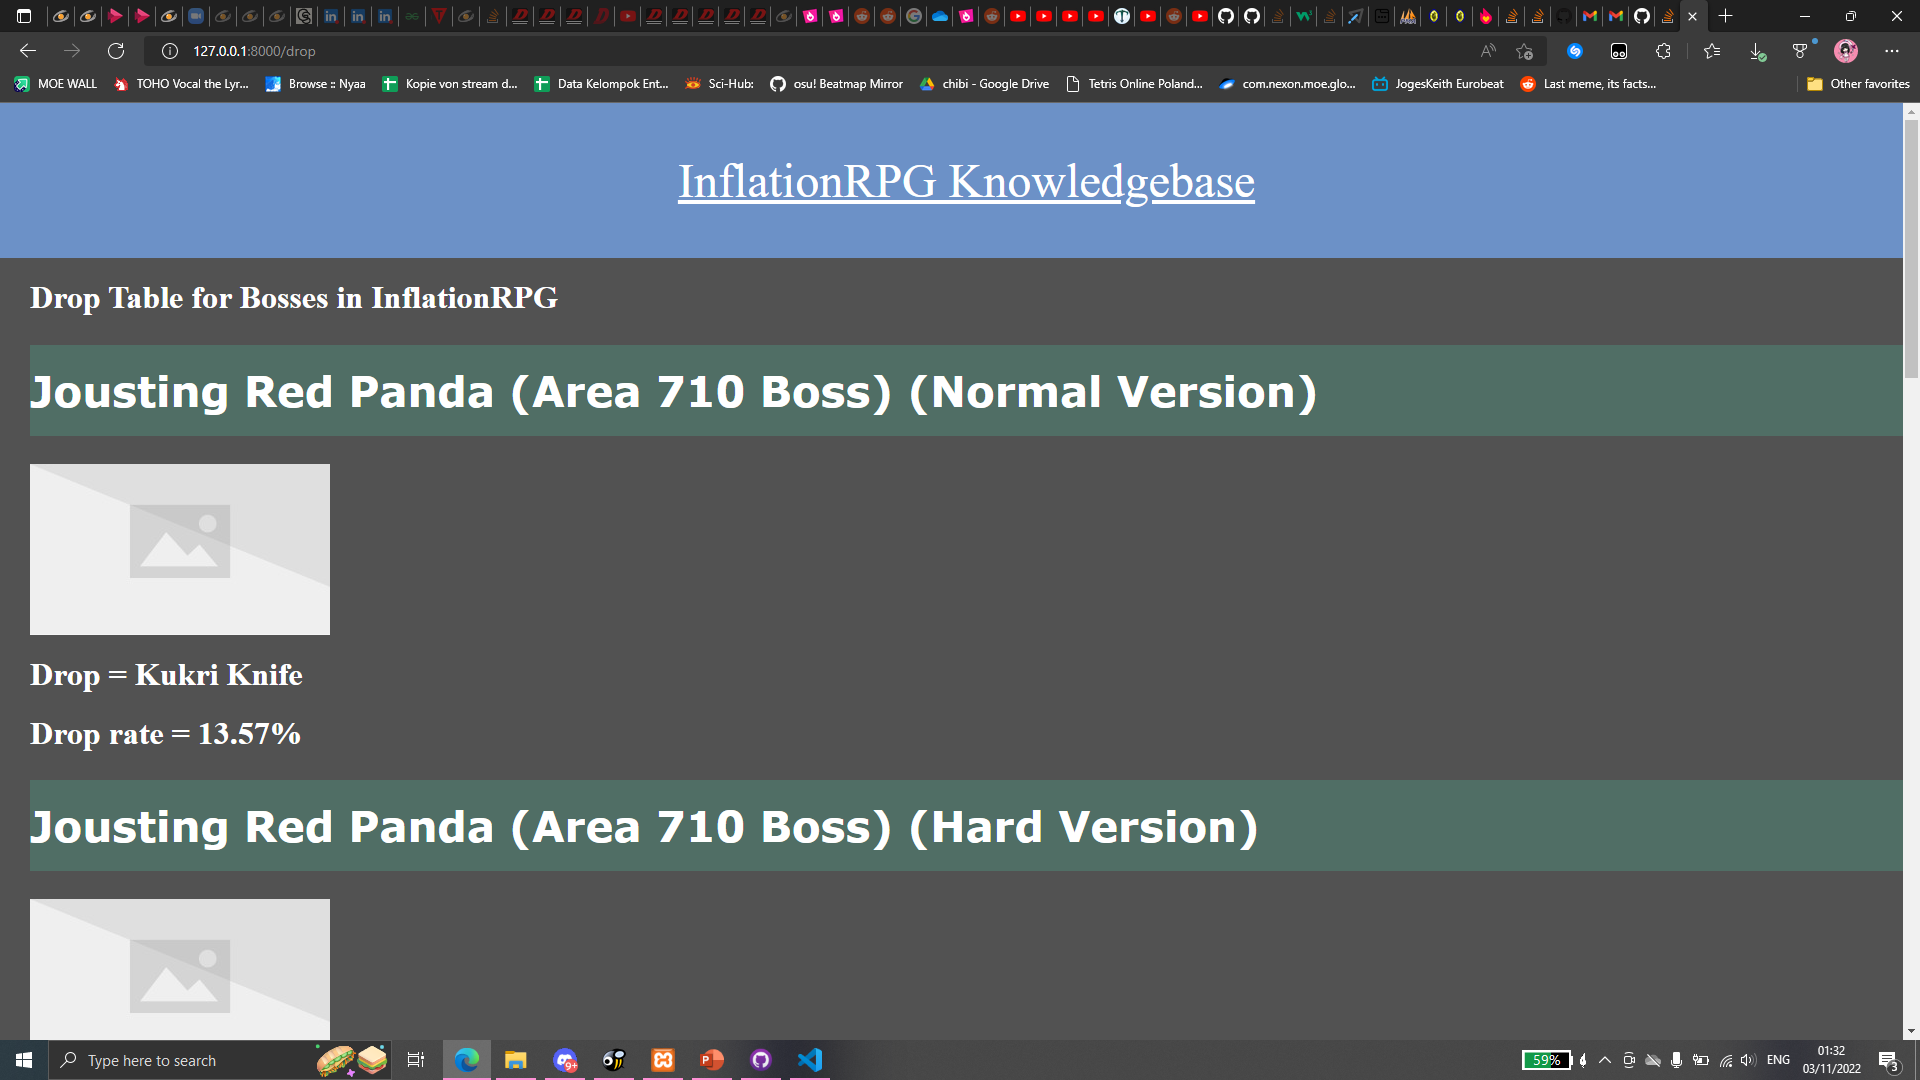 127.0.0.1:8000/drop
MOE WALL
TOHO Vocal the Lyr...
Browse :: Nyaa
Kopie von stream d...
Data Kelompok Ent...
Sci-Hub:
osu! Beatmap Mirror
chibi - Google Drive
Tetris Online Poland...
com.nexon.moe.glo...
JogesKeith Eurobeat
Last meme, its facts...
Other favorites
InflationRPG Knowledgebase
Drop Table for Bosses in InflationRPG
Jousting Red Panda (Area 710 Boss) (Normal Version)
Drop = Kukri Knife
Drop rate = 13.57%
Jousting Red Panda (Area 710 Boss) (Hard Version)
Type here to search
9+
59%
ENG
01:32
03/11/2022
3